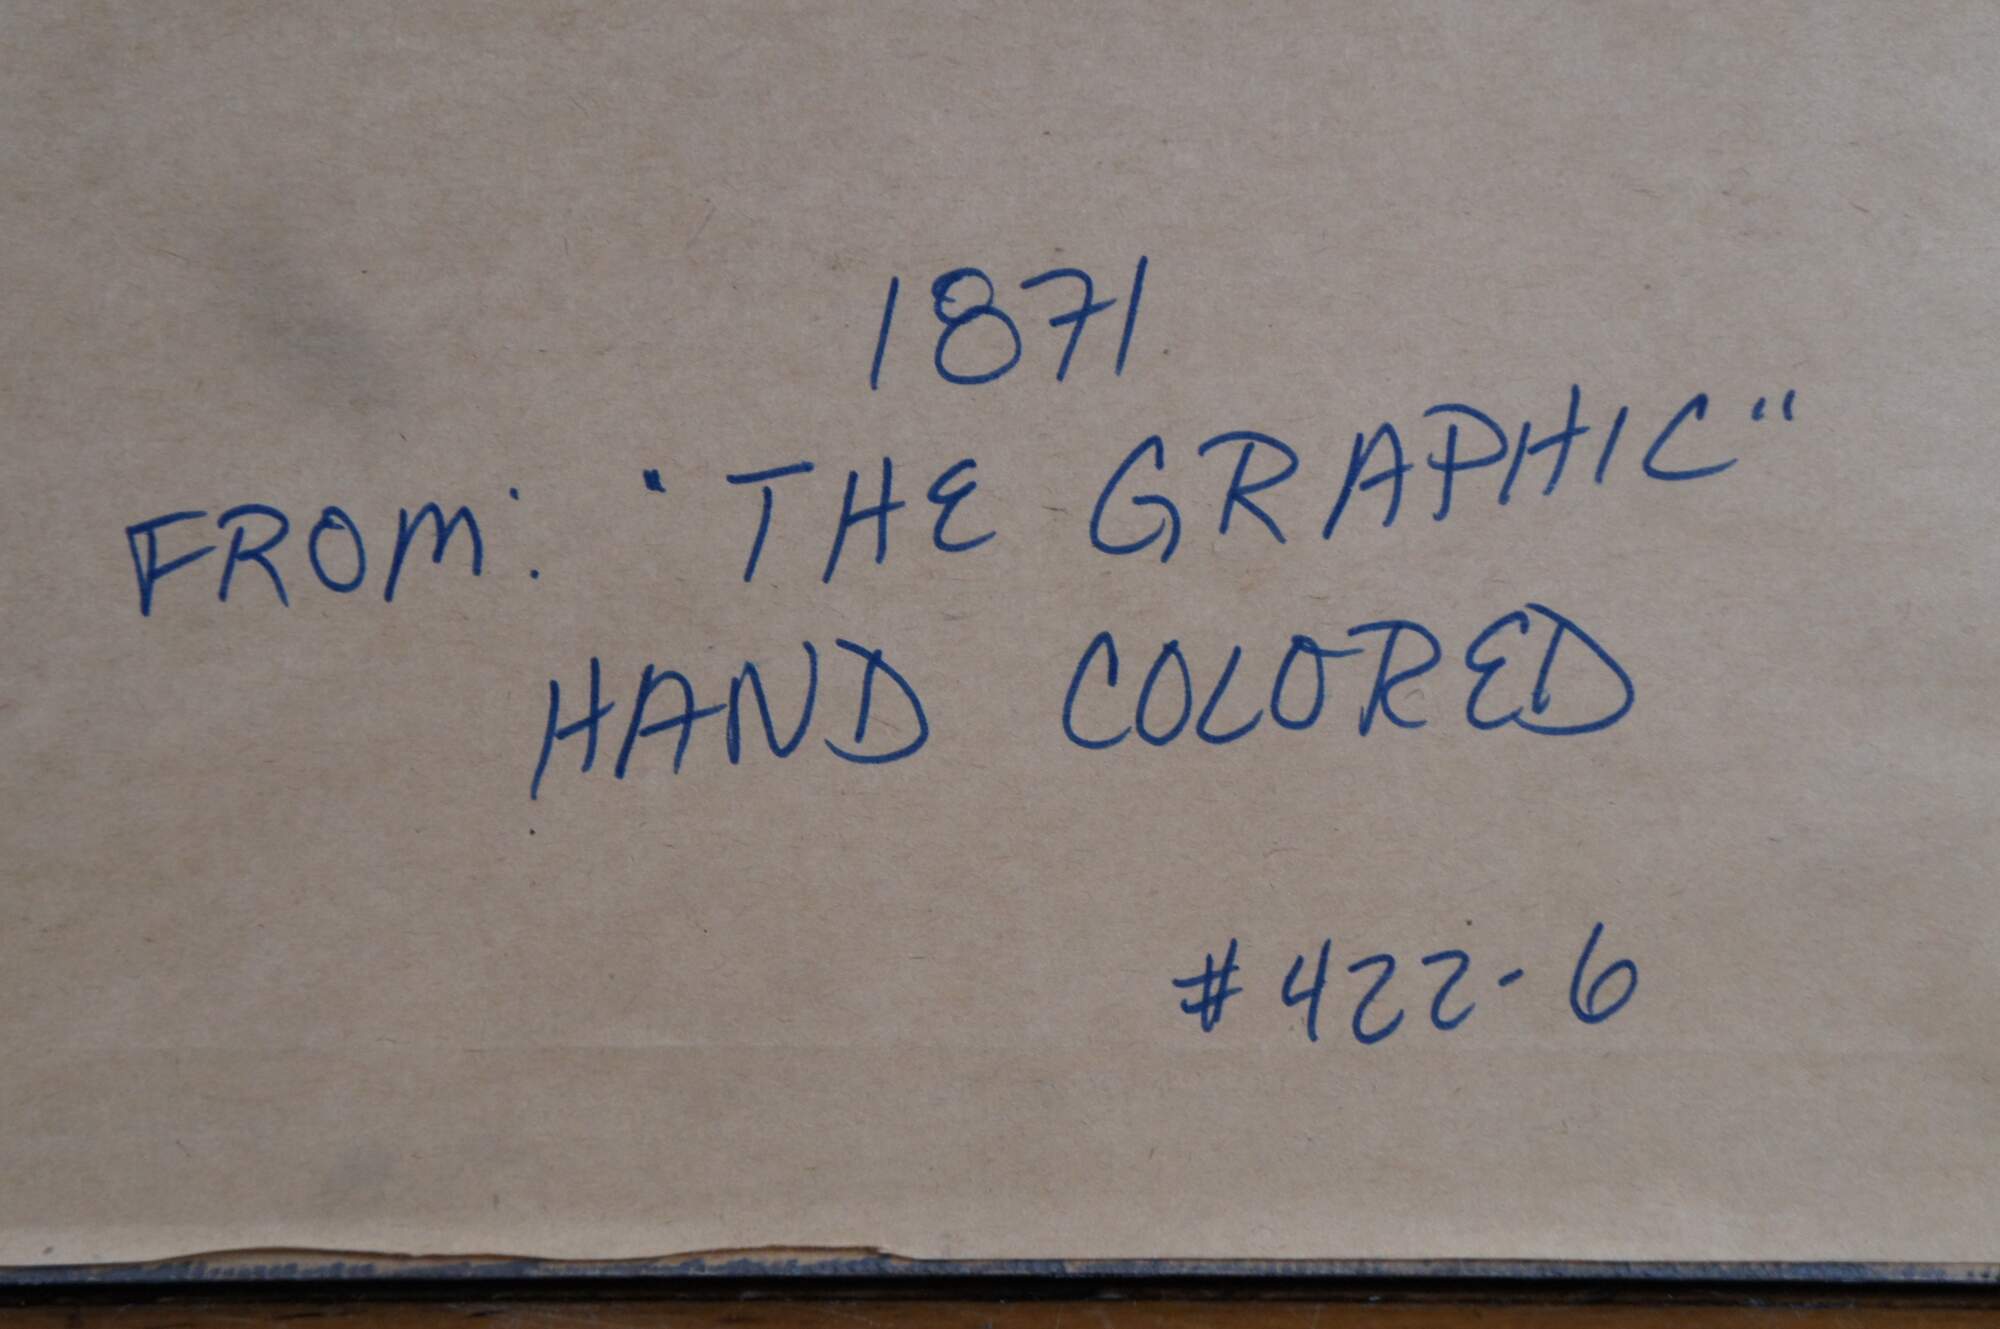 1871
FROM: "THE GRAPHIC"
HAND COLORED
#422-6